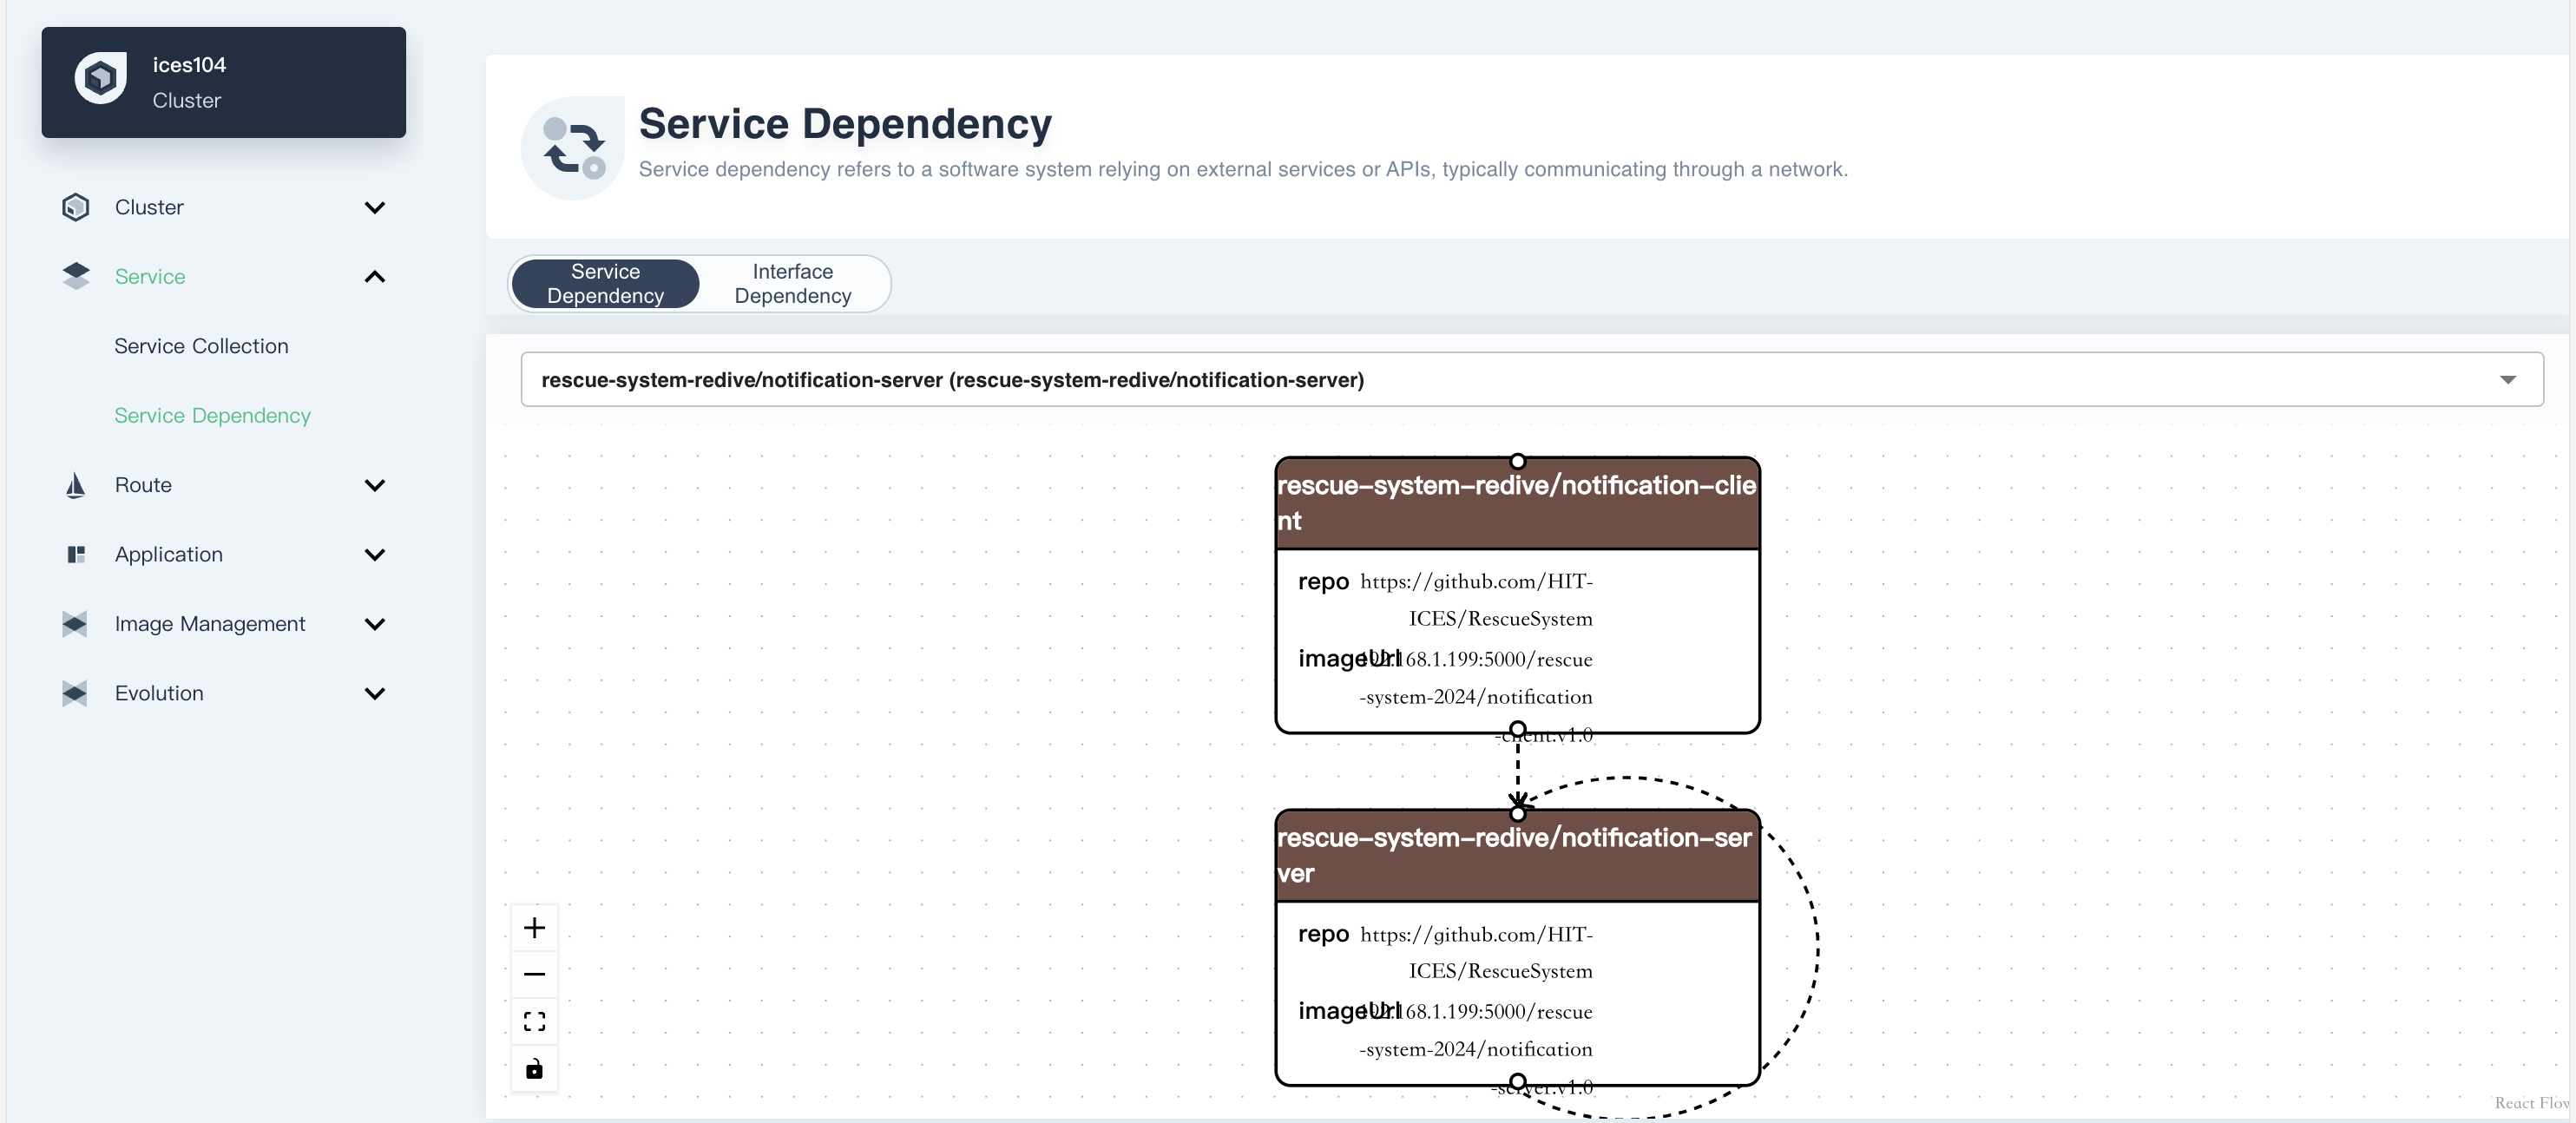 ices104
Cluster
Cluster
Service
Service Collection
Service Dependency
Route
Application
Image Management
Evolution
Service Dependency
Service dependency refers to a software system relying on external services or APIs, typically communicating through a network.
Service
Dependency
Interface
Dependency
rescue-system-redive/notification-server (rescue-system-redive/notification-server)
rescue-system-redive/notification-clie
nt
repo https://github.com/HIT-
ICES/RescueSystem
imageUrl 192.168.1.199:5000/rescue
-system-2024/notification
-client:v1.0
rescue-system-redive/notification-ser
ver
repo https://github.com/HIT-
ICES/RescueSystem
imageUrl 192.168.1.199:5000/rescue
-system-2024/notification
-server:v1.0
React Flow